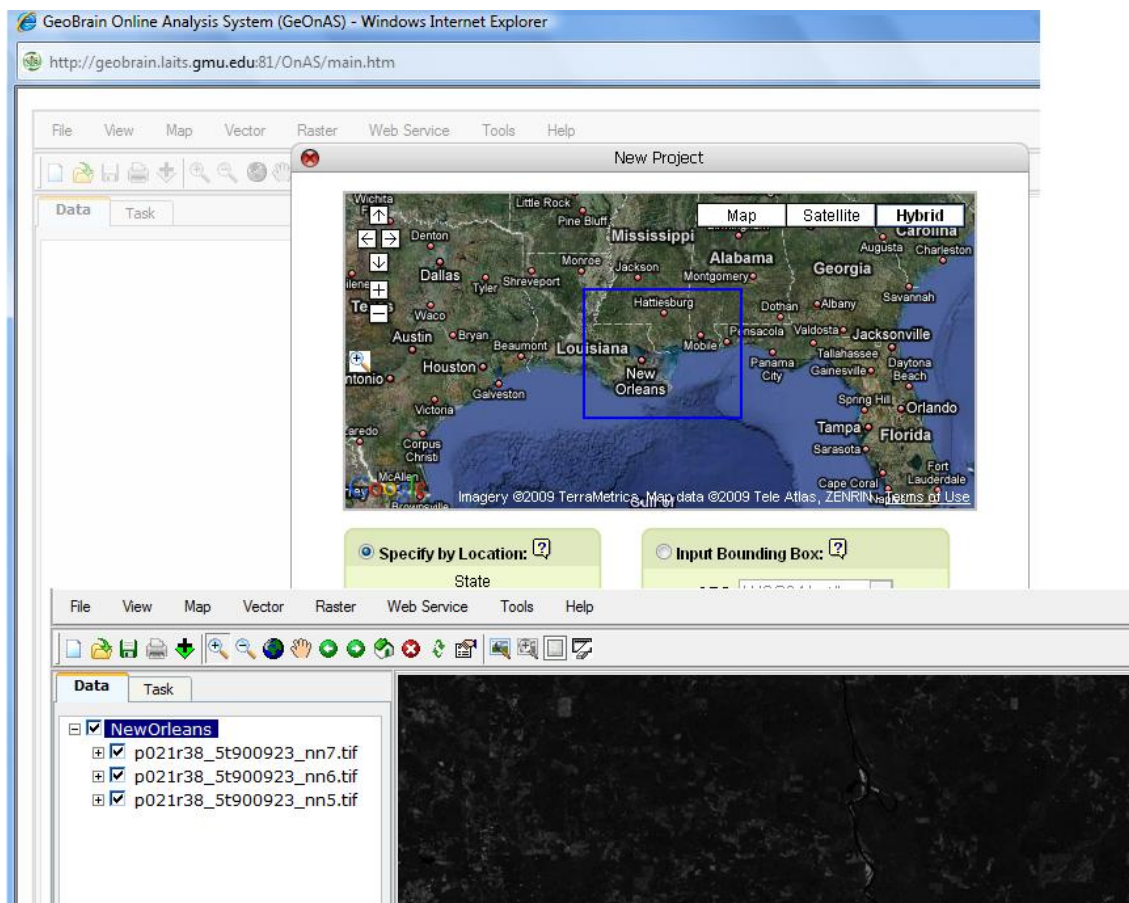 GeoBrain Online Analysis System (GeOnAS) - Windows Internet Explorer
http://geobrain.laits.gmu.edu:81/OnAS/main.htm
File View Map Vector Raster Web Service Tools Help
New Project
Data Task
Map Satellite Hybrid
Wichita
Little Rock
Pine Bluff
Mississippi
Carolina
Denton
Augusta Charleston
Monroe Jackson Alabama
Dallas Tyler Shreveport Montgomery Georgia
Hattiesburg Dothan Albany Savannah
Waco
Pensacola Valdosta Jacksonville
Austin Bryan Beaumont Louisiana Mobile
Tallahassee
Houston New Orleans Panama City Gainesville Daytona Beach
Galveston
Victoria
Spring Hill Orlando
Corpus Christi
Tampa Florida
Sarasota
McAllen
Cape Coral Fort Lauderdale
Imagery ©2009 TerraMetrics, Map data ©2009 Tele Atlas, ZENRIN Terms of Use
Specify by Location: [?] Input Bounding Box: [?]
State
File View Map Vector Raster Web Service Tools Help
Data Task
NewOrleans
p021r38_5t900923_nn7.tif
p021r38_5t900923_nn6.tif
p021r38_5t900923_nn5.tif